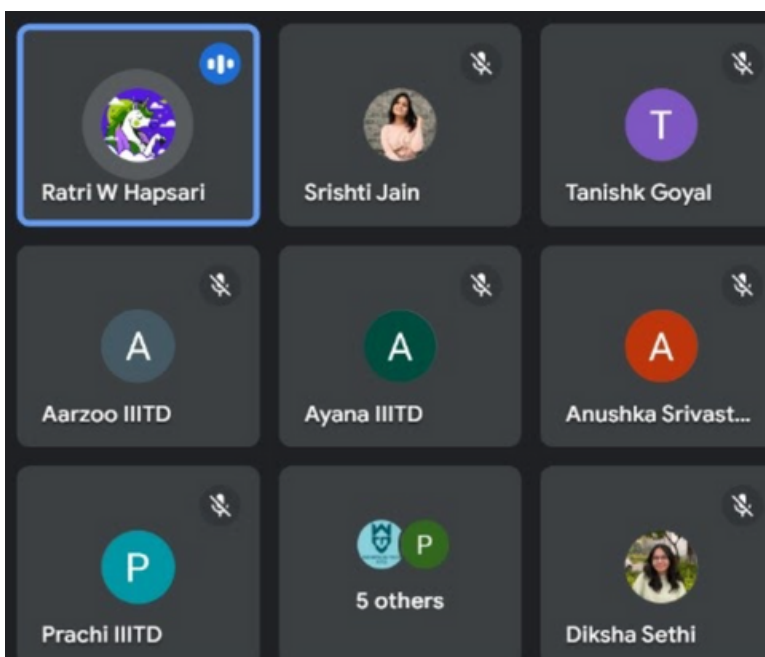 Ratri W Hapsari
Srishti Jain
T
Tanishk Goyal
A
Aarzoo IIITD
A
Ayana IIITD
A
Anushka Srivast...
P
Prachi IIITD
P
5 others
Diksha Sethi